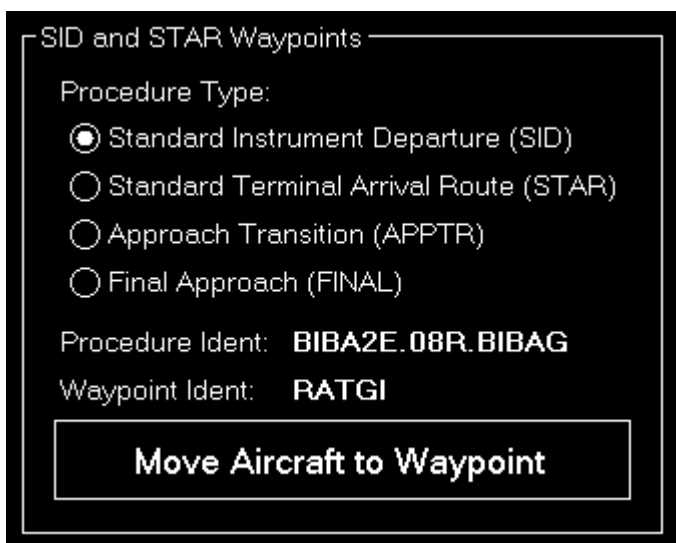 SID and STAR Waypoints
Procedure Type:
Standard Instrument Departure (SID)
Standard Terminal Arrival Route (STAR)
Approach Transition (APPTR)
Final Approach (FINAL)
Procedure Ident: BIBA2E.08R.BIBAG
Waypoint Ident: RATGI
Move Aircraft to Waypoint